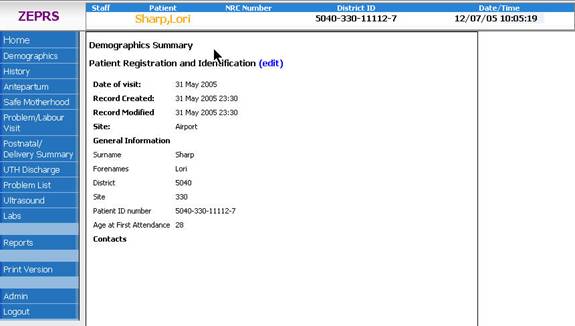 ZEPRS
Staff Patient NRC Number District ID Date/Time
Sharp,Lori 5040-330-11112-7 12/07/05 10:05:19
Home
Demographics
History
Antepartum
Safe Motherhood
Problem/Labour
Visit
Postnatal/
Delivery Summary
UTH Discharge
Problem List
Ultrasound
Labs
Reports
Print Version
Admin
Logout
Demographics Summary
Patient Registration and Identification (edit)
Date of visit: 31 May 2005
Record Created: 31 May 2005 23:30
Record Modified 31 May 2005 23:30
Site: Airport
General Information
Surname Sharp
Forenames Lori
District 5040
Site 330
Patient ID number 5040-330-11112-7
Age at First Attendance 28
Contacts